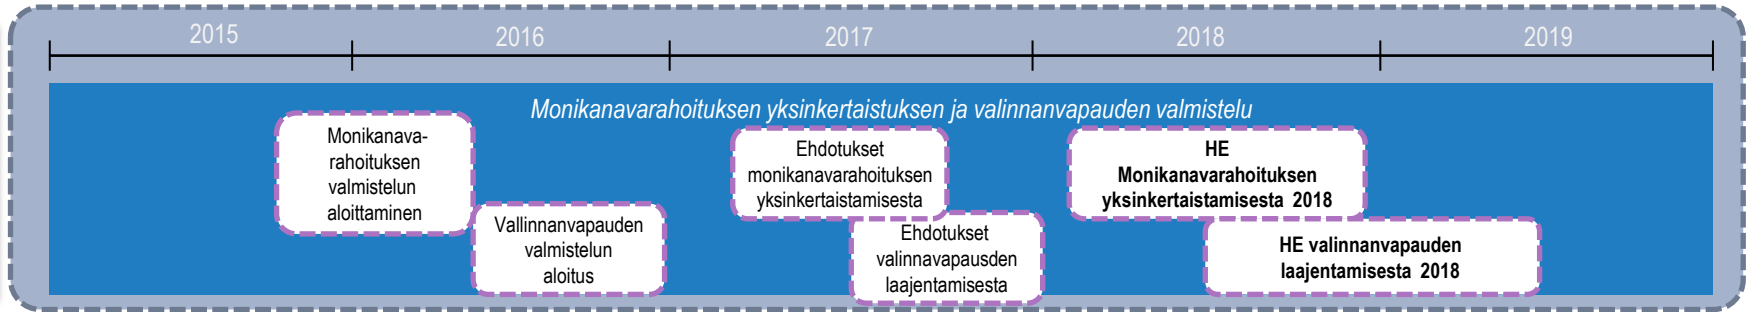 2015
2016
2017
2018
2019
Monikanavarahoituksen yksinkertaistuksen ja valinnanvapauden valmistelu
Monikanava-
rahoituksen
valmistelun
aloittaminen
Vallinnanvapauden
valmistelun
aloitus
Ehdotukset
monikanavarahoituksen
yksinkertaistamisesta
Ehdotukset
valinnavapausden
laajentamisesta
HE
Monikanavarahoituksen
yksinkertaistamisesta 2018
HE valinnanvapauden
laajentamisesta 2018